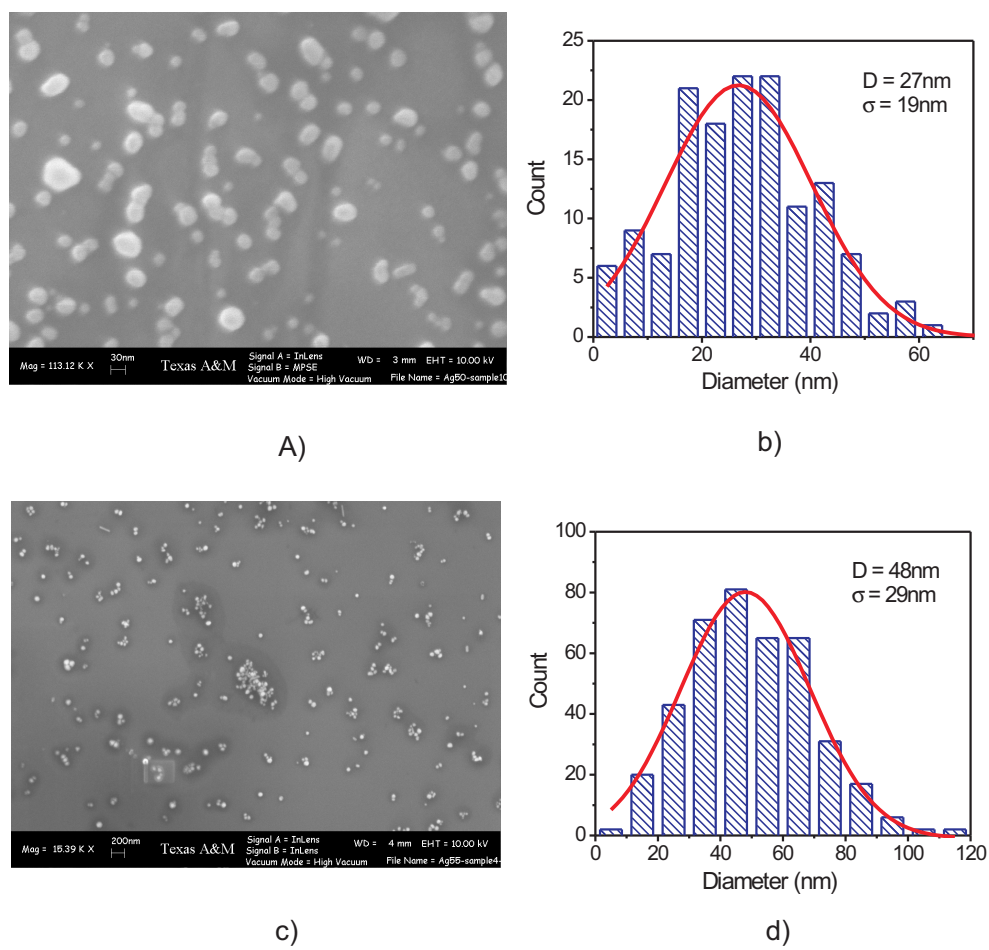 Mag = 113.12 K X
30nm
Texas A&M
Signal A = InLens
Signal B = MPSE
Vacuum Mode = High Vacuum
WD = 3 mm EHT = 10.00 kV
File Name = Ag50-sample10
A)
25
20
15
10
5
0
Count
0 20 40 60
Diameter (nm)
D = 27nm
σ = 19nm
b)
Mag = 15.39 K X
200nm
Texas A&M
Signal A = InLens
Signal B = InLens
Vacuum Mode = High Vacuum
WD = 4 mm EHT = 10.00 kV
File Name = Ag55-sample4-
c)
100
80
60
40
20
0
Count
0 20 40 60 80 100 120
Diameter (nm)
D = 48nm
σ = 29nm
d)